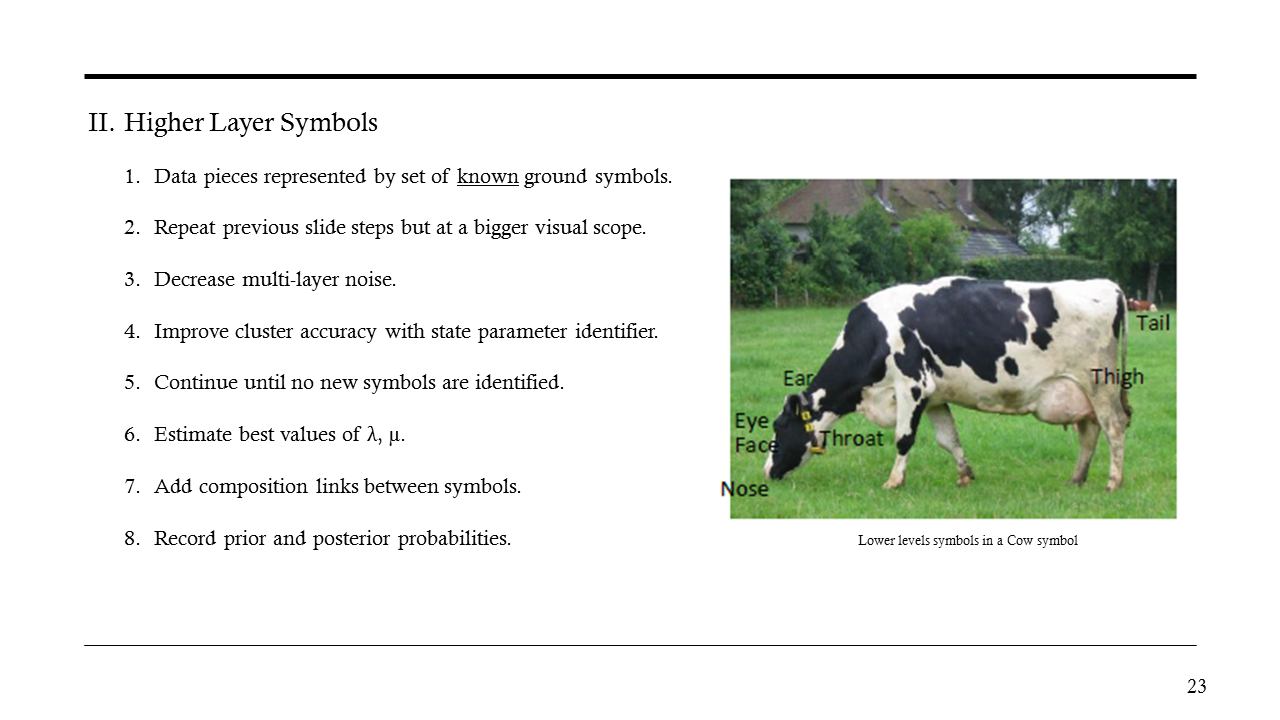 II. Higher Layer Symbols
1. Data pieces represented by set of known ground symbols.
2. Repeat previous slide steps but at a bigger visual scope.
3. Decrease multi-layer noise.
4. Improve cluster accuracy with state parameter identifier.
5. Continue until no new symbols are identified.
6. Estimate best values of λ, µ.
7. Add composition links between symbols.
8. Record prior and posterior probabilities.
Tail
Ear
Thigh
Eye
Face
Throat
Nose
Lower levels symbols in a Cow symbol
23